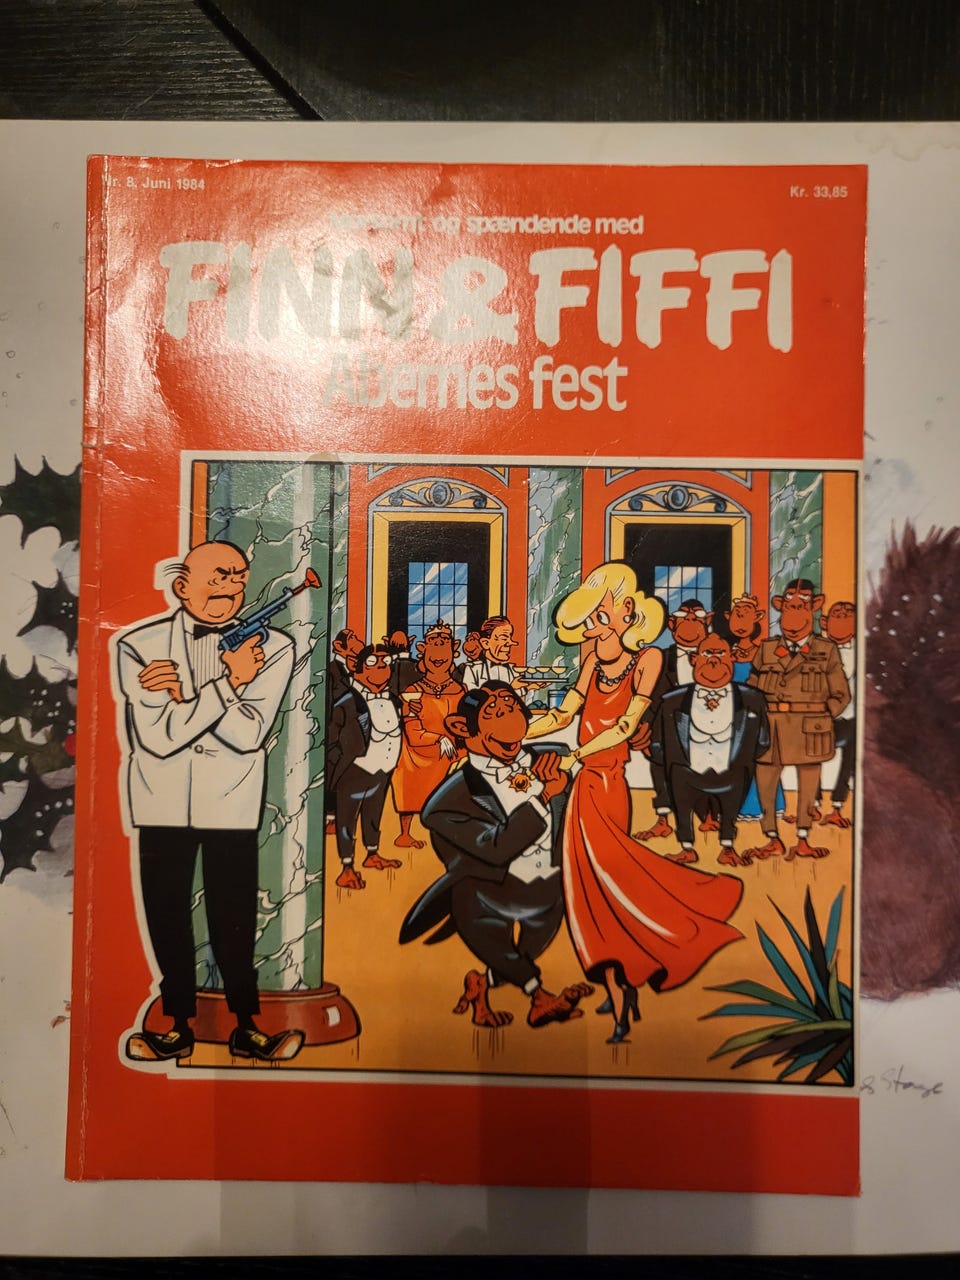 Nr. 8. Juni 1984
Kr. 33,85
og spændende med
FINN & FIFFI
Abernes fest